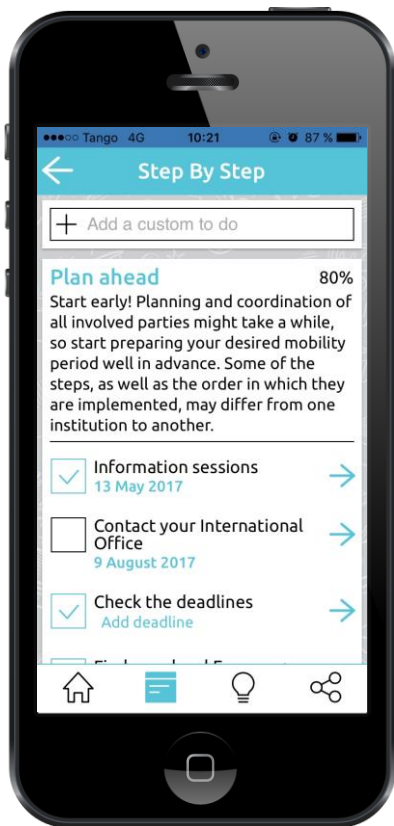 Tango 4G 10:21 87 %
Step By Step
Add a custom to do
Plan ahead 80%
Start early! Planning and coordination of
all involved parties might take a while,
so start preparing your desired mobility
period well in advance. Some of the
steps, as well as the order in which they
are implemented, may differ from one
institution to another.
Information sessions
13 May 2017
Contact your International
Office
9 August 2017
Check the deadlines
Add deadline